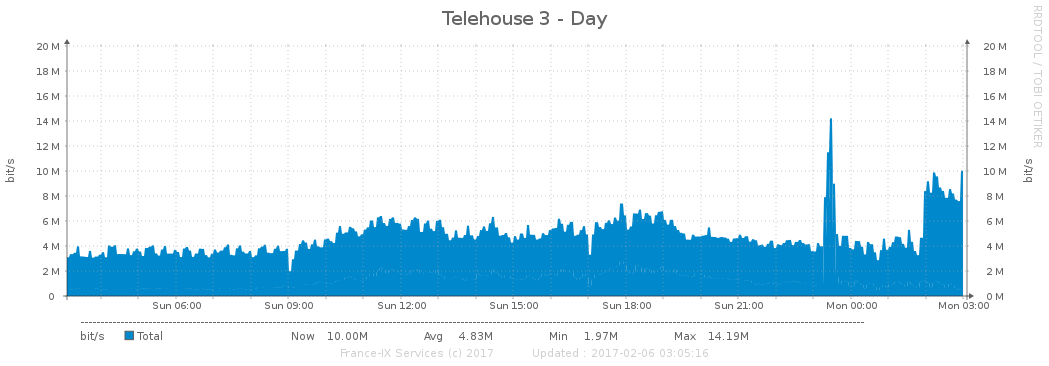 Telehouse 3 - Day
RRDTOOL / TOBI OETIKER
bit/s
20 M 20 M
18 M 18 M
16 M 16 M
14 M 14 M
12 M 12 M
10 M 10 M
8 M 8 M
6 M 6 M
4 M 4 M
2 M 2 M
0 0 M
bit/s
Sun 06:00 Sun 09:00 Sun 12:00 Sun 15:00 Sun 18:00 Sun 21:00 Mon 00:00 Mon 03:00
bit/s Total Now 10.00M Avg 4.83M Min 1.97M Max 14.19M
France-IX Services (c) 2017 Updated : 2017-02-06 03:05:16